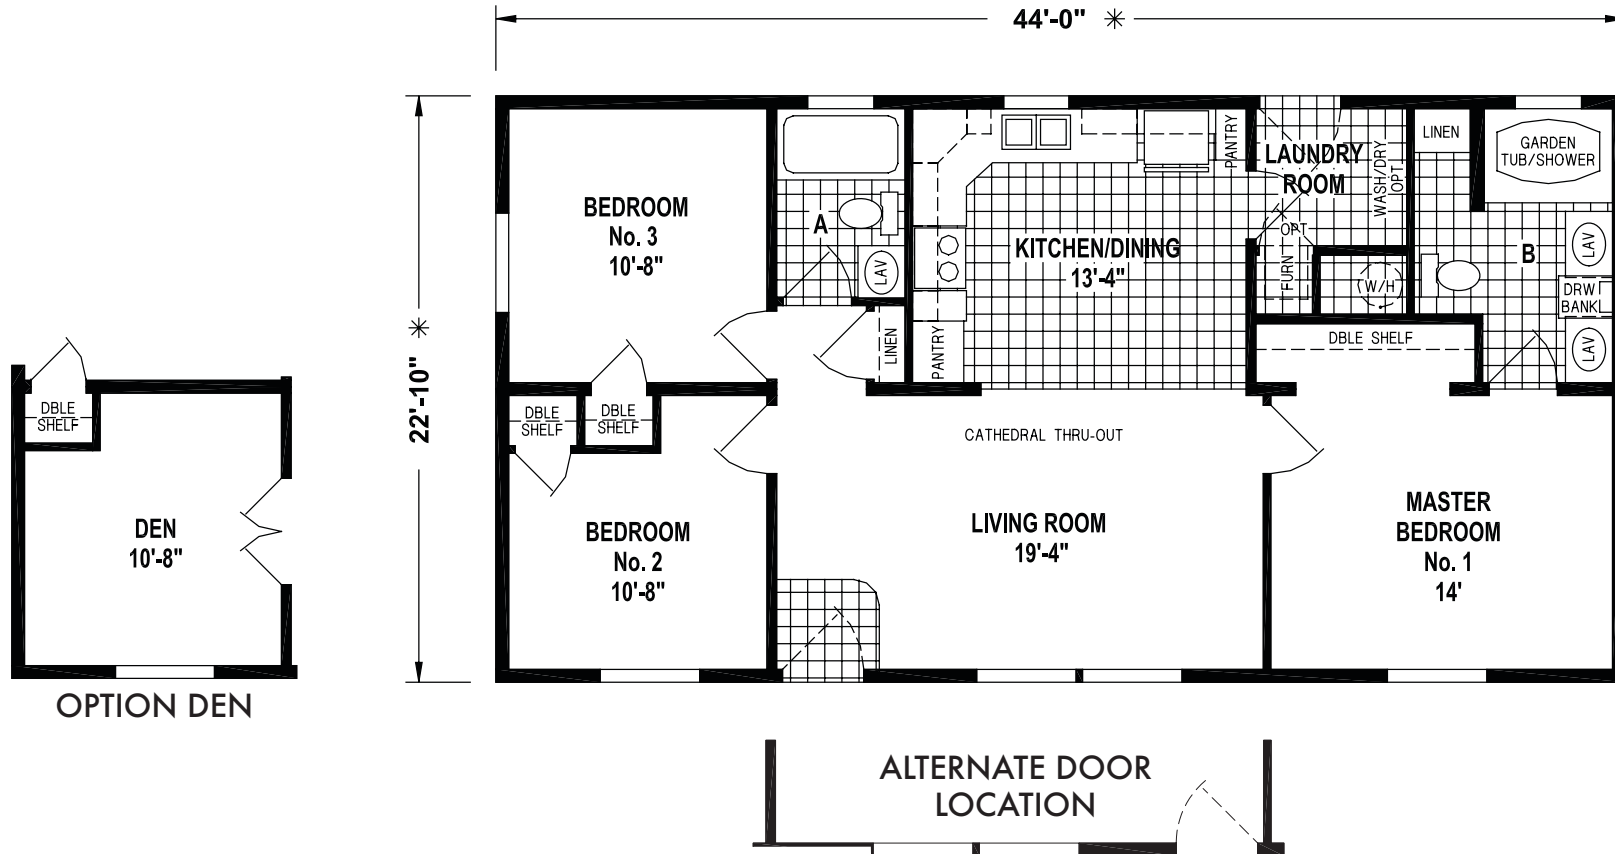 44'-0" ✳
22'-10" ✳
BEDROOM
No. 3
10'-8"
A
LAV
LINEN
KITCHEN/DINING
13'-4"
PANTRY
PANTRY
LAUNDRY
ROOM
WASH/DRY
OPT
OPT
FURN
W/H
LINEN
GARDEN
TUB/SHOWER
B
LAV
DRW
BANK
LAV
DBLE SHELF
DBLE
SHELF
DBLE
SHELF
BEDROOM
No. 2
10'-8"
CATHEDRAL THRU-OUT
LIVING ROOM
19'-4"
MASTER
BEDROOM
No. 1
14'
DBLE
SHELF
DEN
10'-8"
OPTION DEN
ALTERNATE DOOR
LOCATION